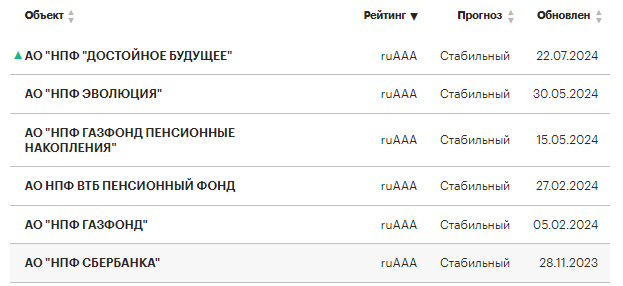 Объект Рейтинг Прогноз Обновлен
АО "НПФ "ДОСТОЙНОЕ БУДУЩЕЕ" ruAAA Стабильный 22.07.2024
АО "НПФ ЭВОЛЮЦИЯ" ruAAA Стабильный 30.05.2024
АО "НПФ ГАЗФОНД ПЕНСИОННЫЕ
НАКОПЛЕНИЯ" ruAAA Стабильный 15.05.2024
АО НПФ ВТБ ПЕНСИОННЫЙ ФОНД ruAAA Стабильный 27.02.2024
АО "НПФ ГАЗФОНД" ruAAA Стабильный 05.02.2024
АО "НПФ СБЕРБАНКА" ruAAA Стабильный 28.11.2023